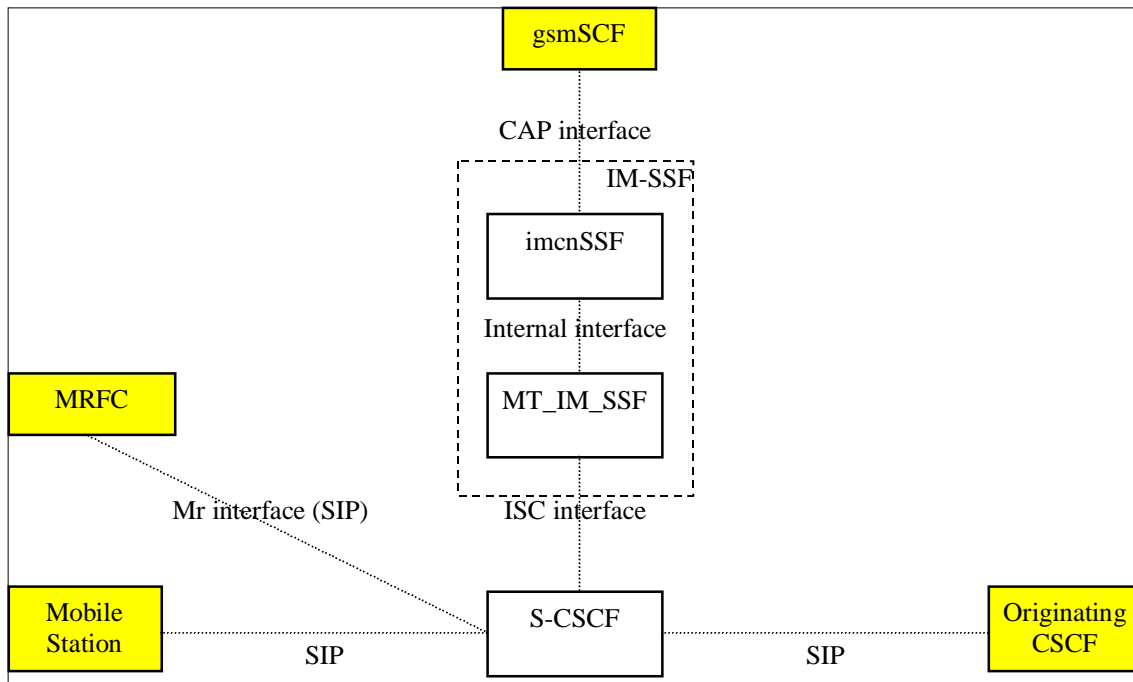 gsmSCF
CAP interface
IM-SSF
imcnSSF
Internal interface
MRFC
MT_IM_SSF
Mr interface (SIP)
ISC interface
Mobile
Station
SIP
S-CSCF
SIP
Originating
CSCF